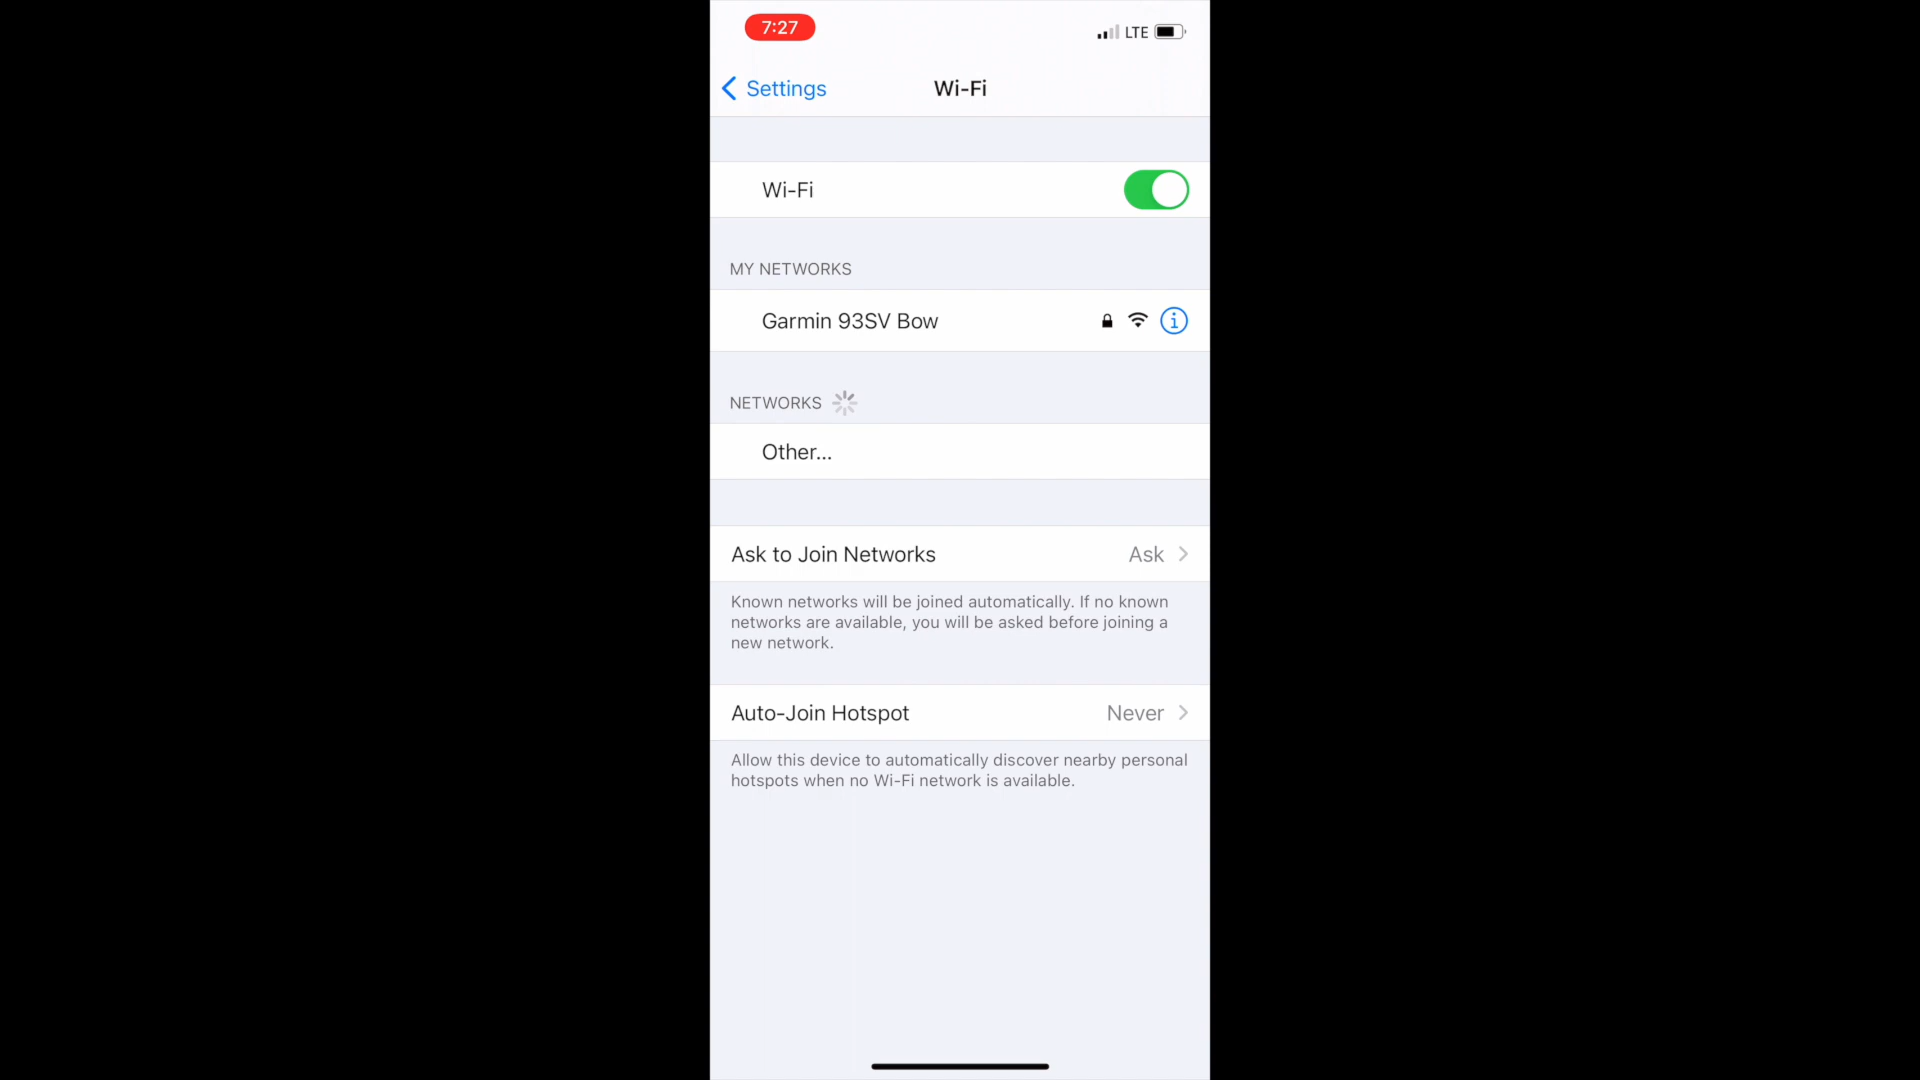 7:27
LTE
Settings
Wi-Fi
Wi-Fi
MY NETWORKS
Garmin 93SV Bow
NETWORKS
Other...
Ask to Join Networks
Ask
Known networks will be joined automatically. If no known
networks are available, you will be asked before joining a
new network.
Auto-Join Hotspot
Never
Allow this device to automatically discover nearby personal
hotspots when no Wi-Fi network is available.